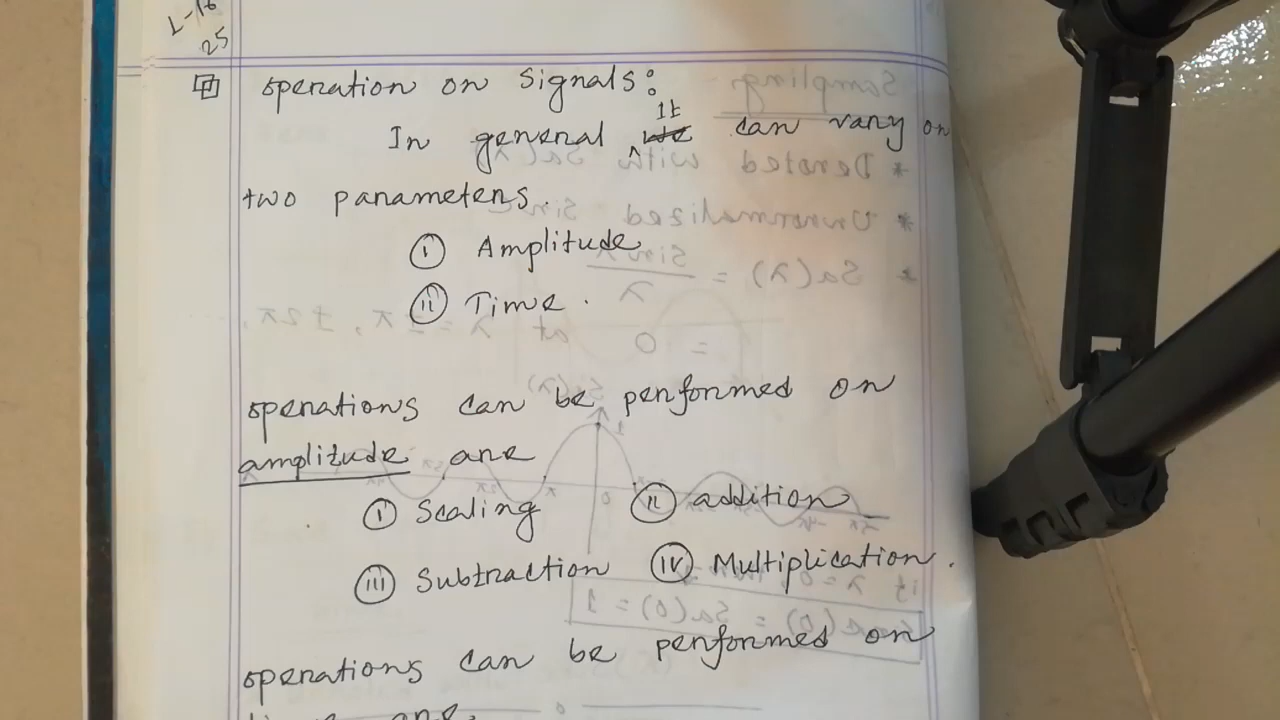 L-16
25
operation on Signals:
In general It can vary on
two parameters.
(i) Amplitude
(ii) Time.
operations can be performed on
amplitude are
(i) Scaling (ii) addition
(iii) Subtraction (iv) Multiplication.
operations can be performed on
are